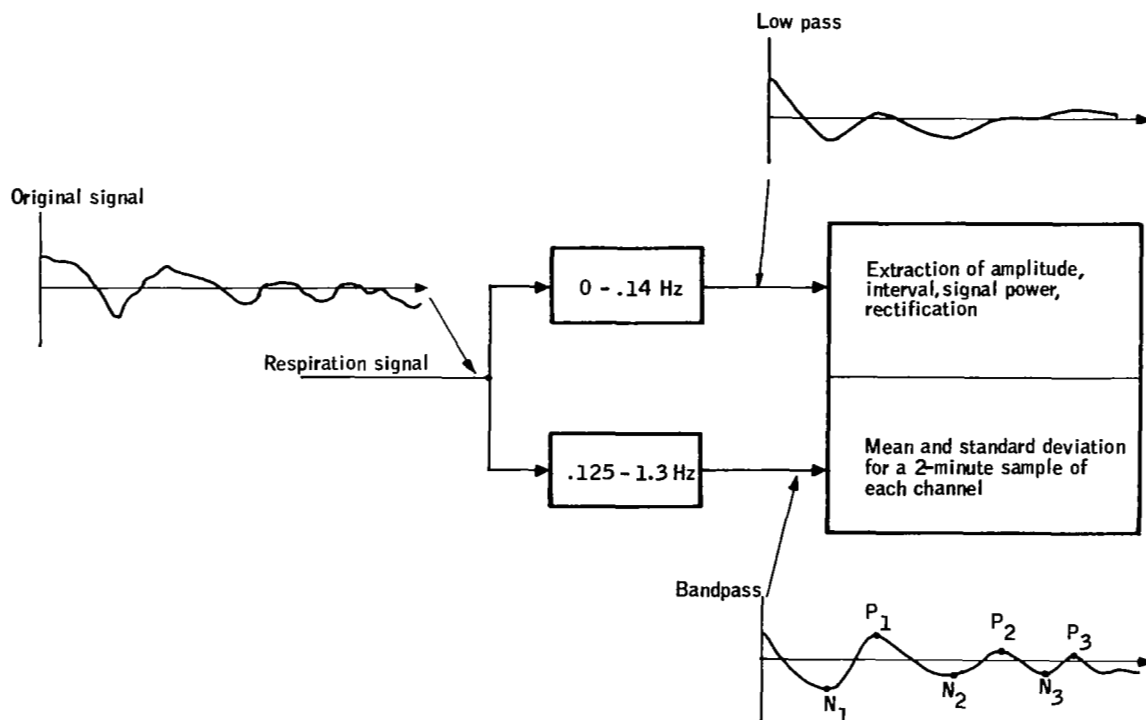 Low pass
Original signal
Extraction of amplitude,
interval, signal power,
rectification
0 - .14 Hz
Respiration signal
Mean and standard deviation
for a 2-minute sample of
each channel
.125 - 1.3 Hz
Bandpass
P1
P2
P3
N1
N2
N3